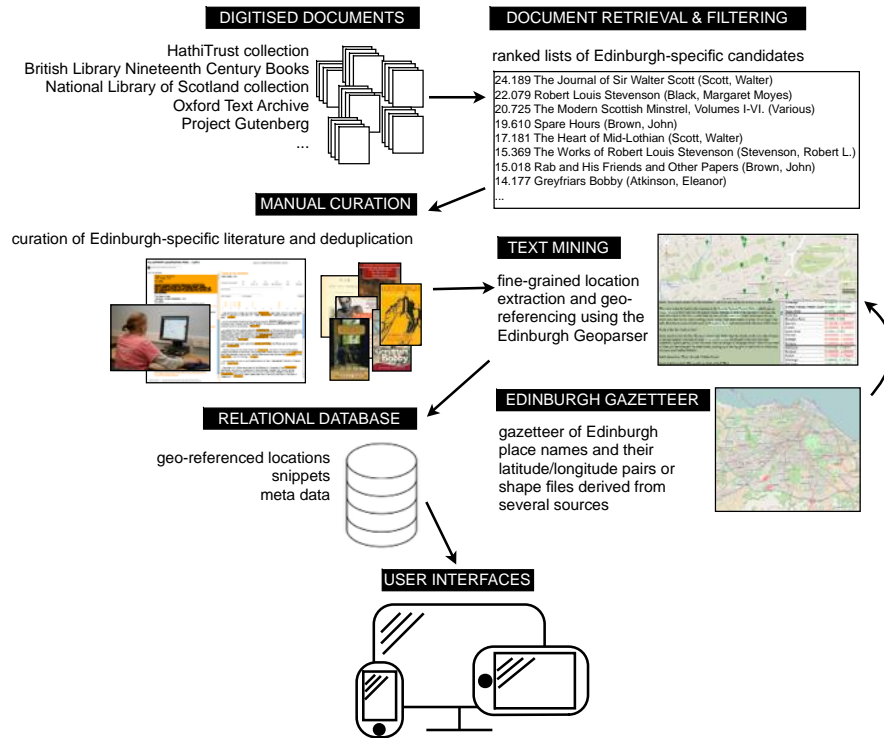 DIGITISED DOCUMENTS
HathiTrust collection
British Library Nineteenth Century Books
National Library of Scotland collection
Oxford Text Archive
Project Gutenberg
...
DOCUMENT RETRIEVAL & FILTERING
ranked lists of Edinburgh-specific candidates
24.189 The Journal of Sir Walter Scott (Scott, Walter)
22.079 Robert Louis Stevenson (Black, Margaret Moyes)
20.725 The Modern Scottish Minstrel, Volumes I-VI. (Various)
19.610 Spare Hours (Brown, John)
17.181 The Heart of Mid-Lothian (Scott, Walter)
15.369 The Works of Robert Louis Stevenson (Stevenson, Robert L.)
15.018 Rab and His Friends and Other Papers (Brown, John)
14.177 Greyfriars Bobby (Atkinson, Eleanor)
...
MANUAL CURATION
curation of Edinburgh-specific literature and deduplication
TEXT MINING
fine-grained location
extraction and geo-
referencing using the
Edinburgh Geoparser
RELATIONAL DATABASE
geo-referenced locations
snippets
meta data
EDINBURGH GAZETTEER
gazetteer of Edinburgh
place names and their
latitude/longitude pairs or
shape files derived from
several sources
USER INTERFACES